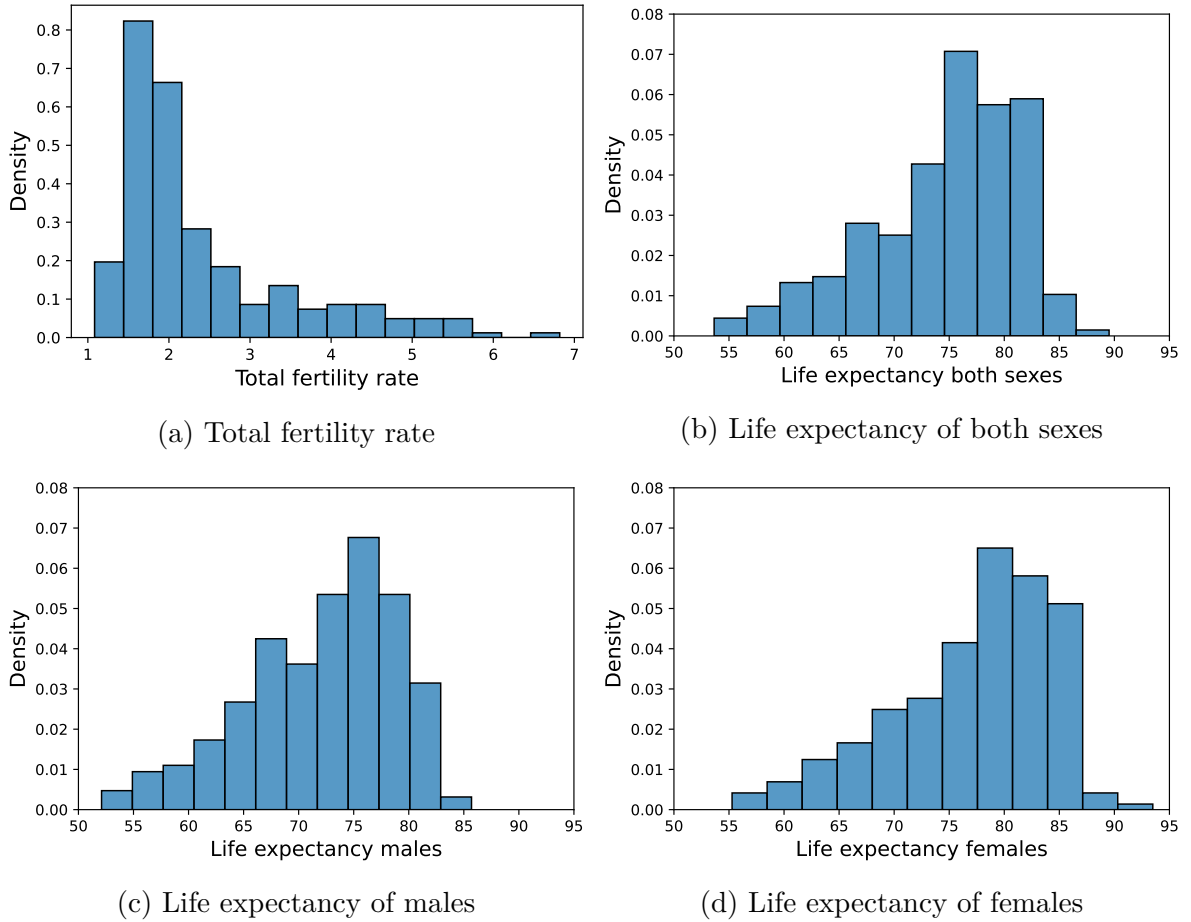 0.8
0.7
0.6
0.5
0.4
0.3
0.2
0.1
0.0
Density
1 2 3 4 5 6 7
Total fertility rate
(a) Total fertility rate
0.08
0.07
0.06
0.05
0.04
0.03
0.02
0.01
0.00
Density
50 55 60 65 70 75 80 85 90 95
Life expectancy both sexes
(b) Life expectancy of both sexes
0.08
0.07
0.06
0.05
0.04
0.03
0.02
0.01
0.00
Density
50 55 60 65 70 75 80 85 90 95
Life expectancy males
(c) Life expectancy of males
0.08
0.07
0.06
0.05
0.04
0.03
0.02
0.01
0.00
Density
50 55 60 65 70 75 80 85 90 95
Life expectancy females
(d) Life expectancy of females